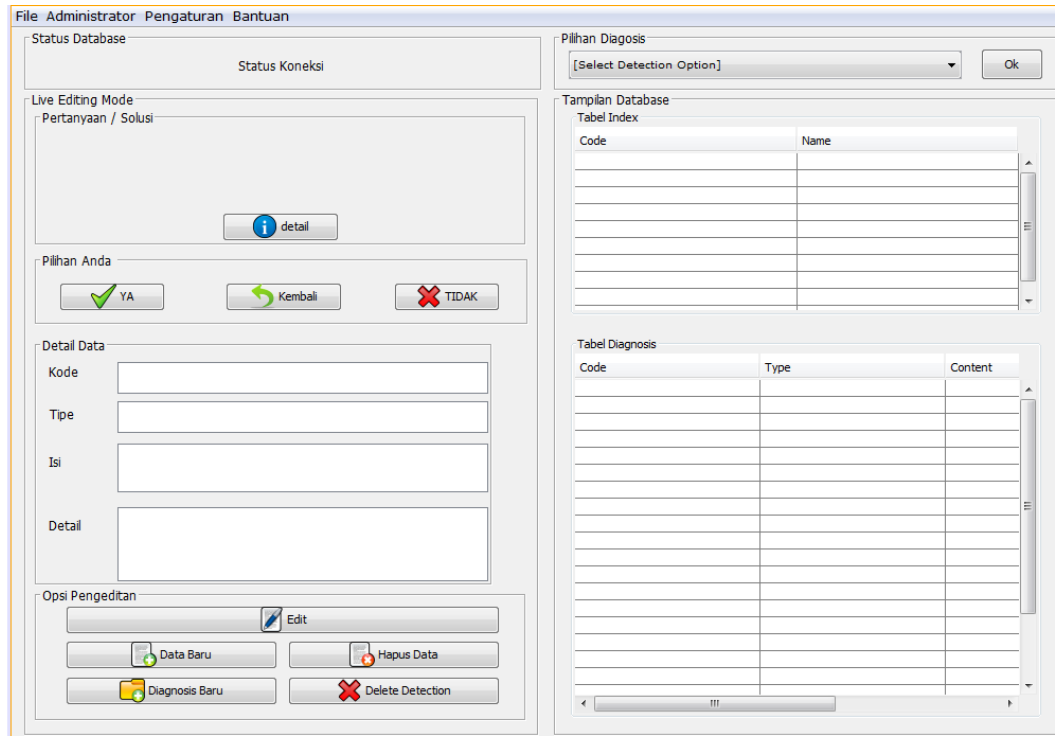 File Administrator Pengaturan Bantuan
Status Database
Status Koneksi
Live Editing Mode
Pertanyaan / Solusi
detail
Pilihan Anda
YA
Kembali
TIDAK
Detail Data
Kode
Tipe
Isi
Detail
Opsi Pengeditan
Edit
Data Baru
Hapus Data
Diagnosis Baru
Delete Detection
Pilihan Diagosis
[Select Detection Option]
Ok
Tampilan Database
Tabel Index
Code Name
Tabel Diagnosis
Code Type Content